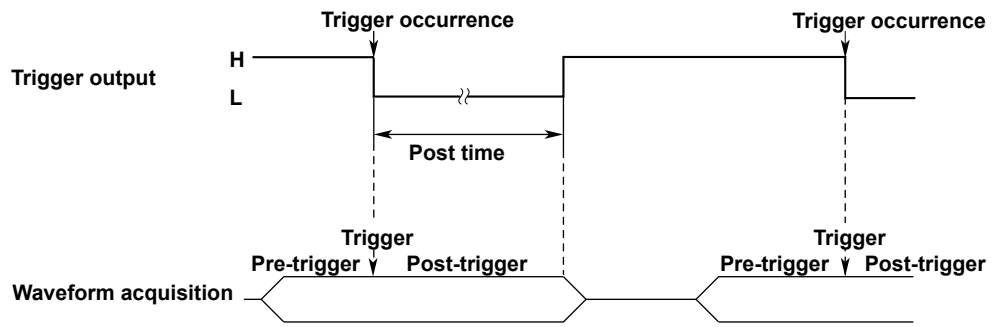 Trigger occurrence Trigger occurrence
H
Trigger output
L
Post time
Trigger Trigger
Pre-trigger Post-trigger Pre-trigger Post-trigger
Waveform acquisition